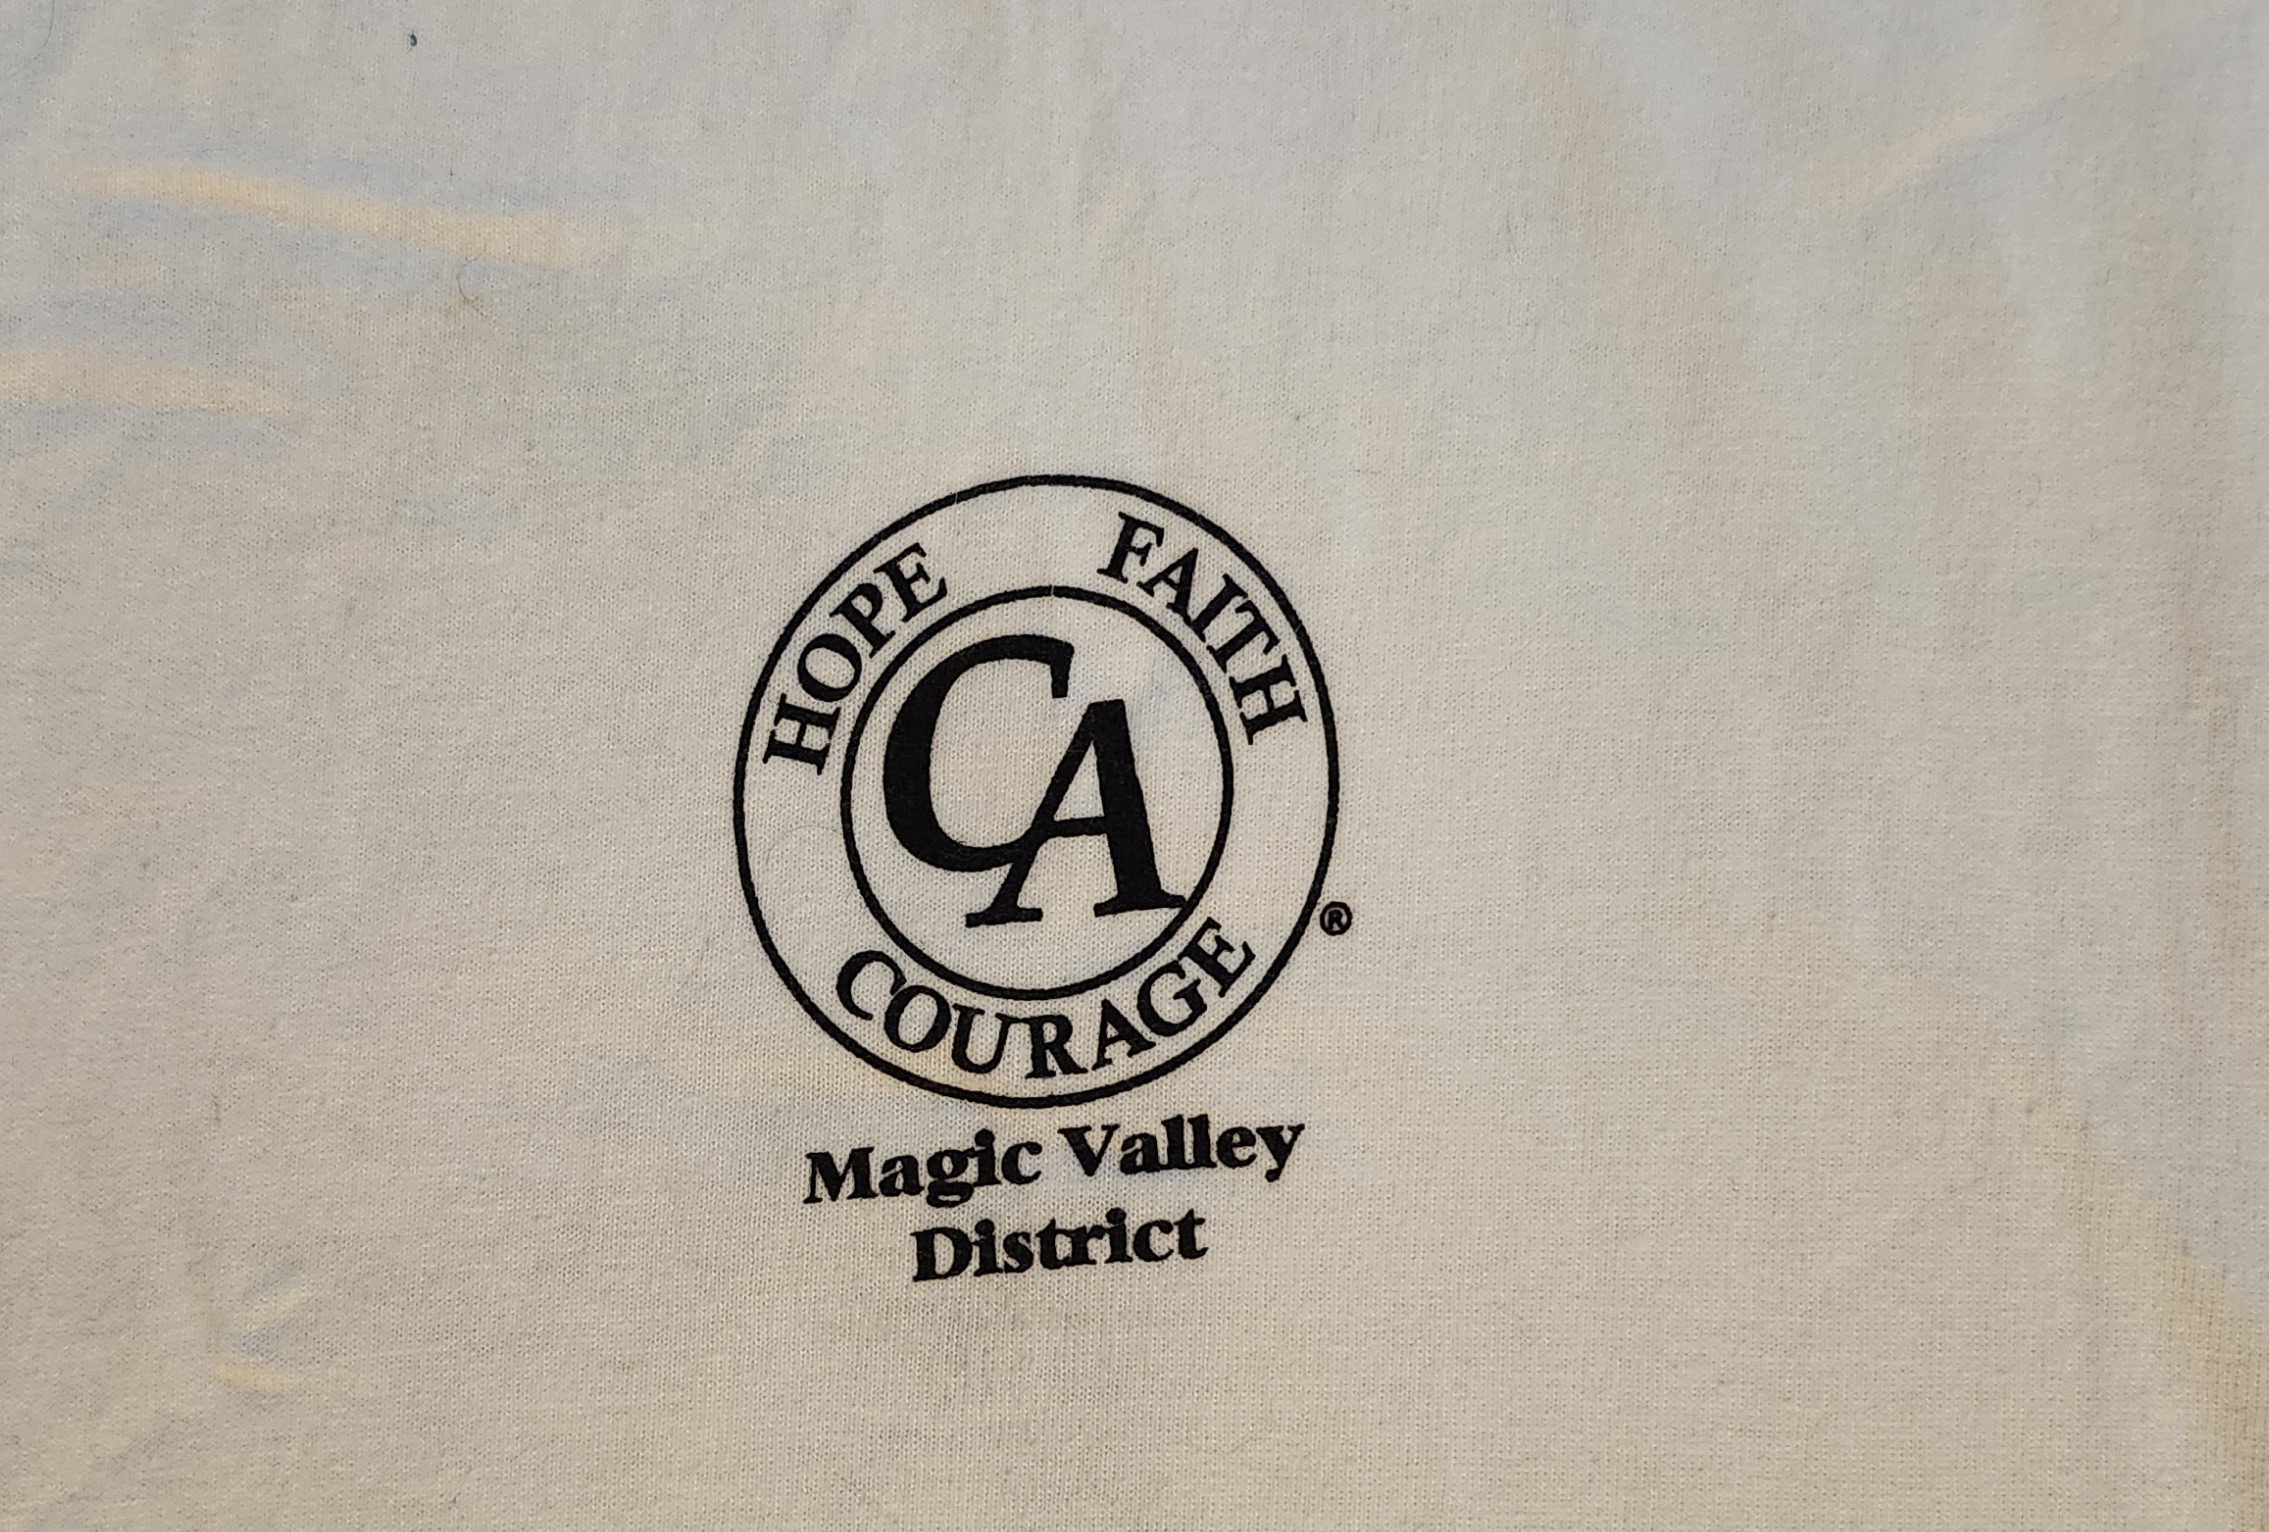 HOPE FAITH
CA
COURAGE
®
Magic Valley
District